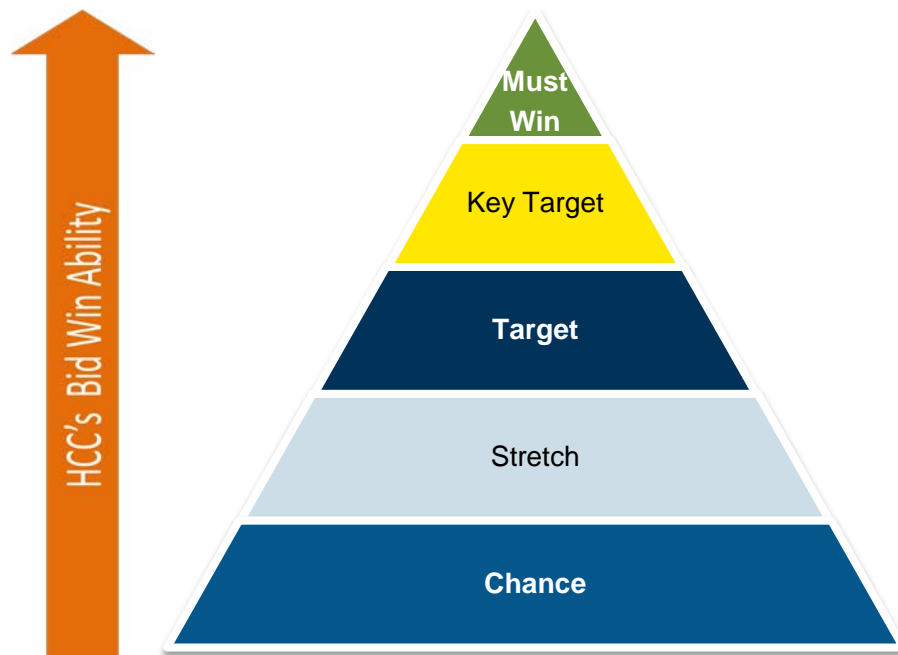 HCC's Bid Win Ability
Must
Win
Key Target
Target
Stretch
Chance